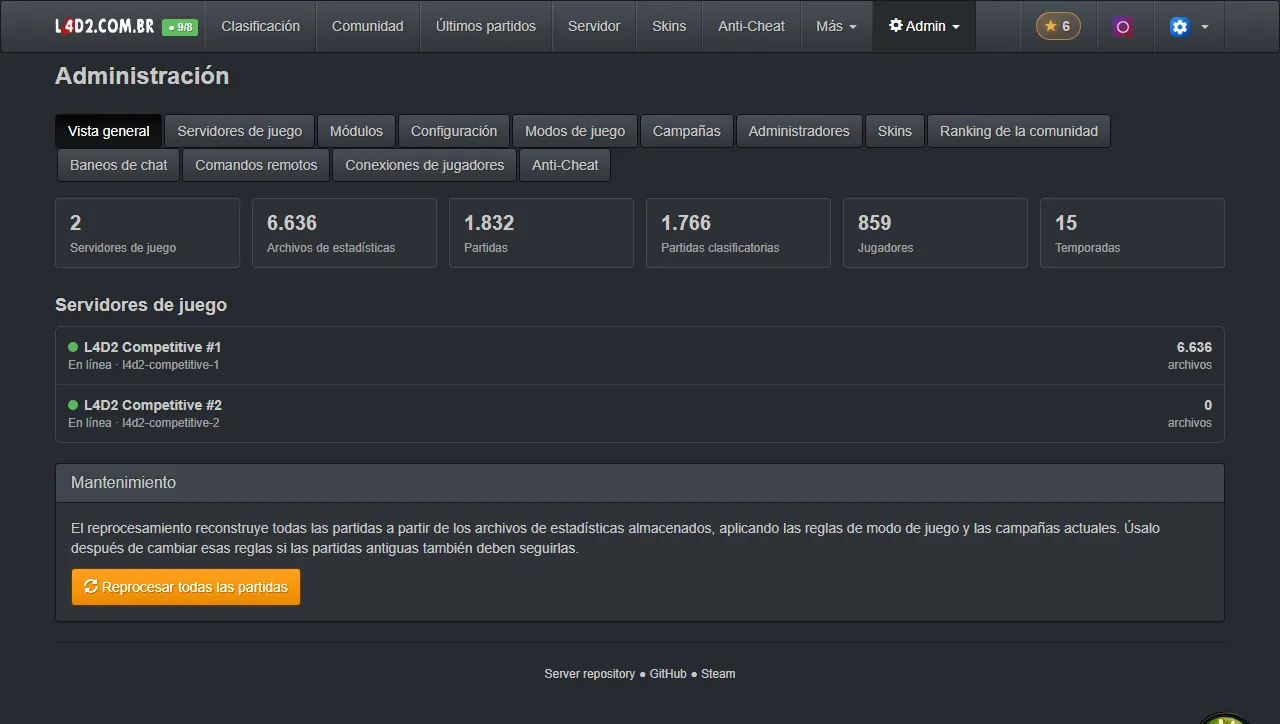 L4D2.COM.BR 9/8 Clasificación Comunidad Últimos partidos Servidor Skins Anti-Cheat Más Admin 6
Administración
Vista general Servidores de juego Módulos Configuración Modos de juego Campañas Administradores Skins Ranking de la comunidad
Baneos de chat Comandos remotos Conexiones de jugadores Anti-Cheat
2 6.636 1.832 1.766 859 15
Servidores de juego Archivos de estadísticas Partidas Partidas clasificatorias Jugadores Temporadas
Servidores de juego
L4D2 Competitive #1 6.636
En línea · l4d2-competitive-1 archivos
L4D2 Competitive #2 0
En línea · l4d2-competitive-2 archivos
Mantenimiento
El reprocesamiento reconstruye todas las partidas a partir de los archivos de estadísticas almacenados, aplicando las reglas de modo de juego y las campañas actuales. Úsalo
después de cambiar esas reglas si las partidas antiguas también deben seguirlas.
Reprocesar todas las partidas
Server repository ● GitHub ● Steam